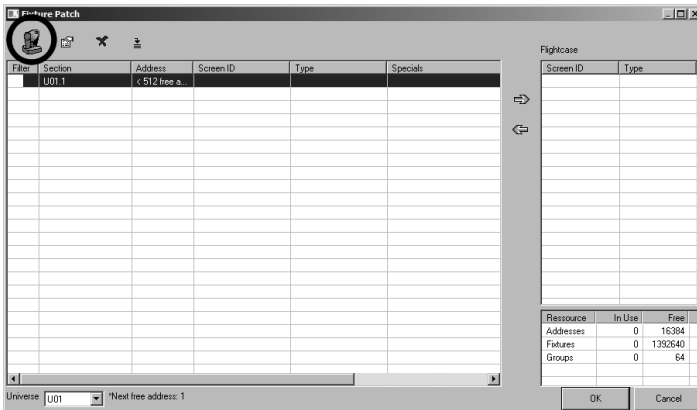 Fixture Patch
Flightcase
Filter Section Address Screen ID Type Specials
Screen ID Type
U01.1 < 512 free a...
Ressource In Use Free
Addresses 0 16384
Fixtures 0 1392640
Groups 0 64
Universe U01 *Next free address: 1
OK Cancel